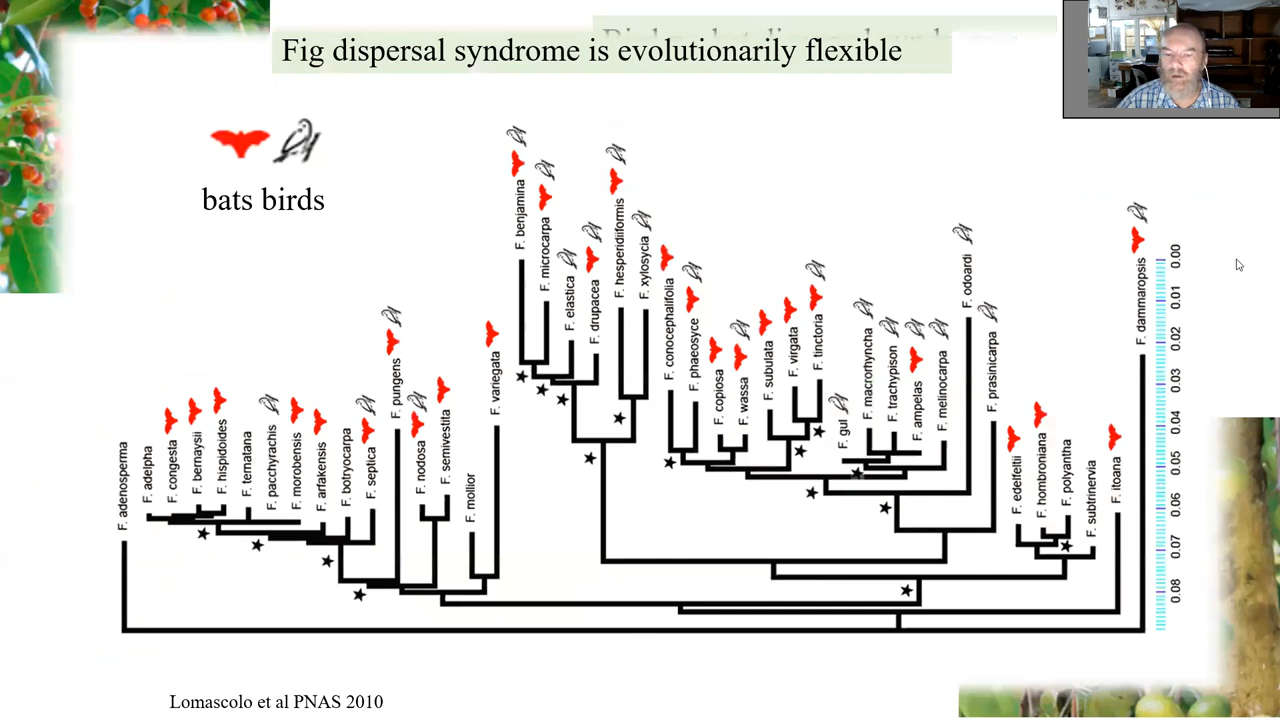 Fig dispersal syndrome is evolutionarily flexible
bats birds
F. adenosperma
F. adelpha
F. congesta
F. bernaysii
F. hispidoides
F. ternatana
F. pacchyrachis
F. morobensis
F. arfakensis
F. botryocarpa
F. septica
F. pungens
F. nodosa
F. semivestita
F. mollior
F. variegata
F. benjamina
F. microcarpa
F. elastica
F. drupacea
F. hesperidiiformis
F. xylosycia
F. conocephalifolia
F. phaeosyce
F. copiosa
F. wassa
F. subulata
F. virgata
F. tinctoria
F. gul
F. macrorhyncha
F. trachypison
F. ampelas
F. melinocarpa
F. odoardi
F. prasinicarpa
F. edelfeltii
F. hombroniana
F. polyantha
F. subtrinervia
F. itoana
F. dammaropsis
0.00
0.01
0.02
0.03
0.04
0.05
0.06
0.07
0.08
Lomascolo et al PNAS 2010